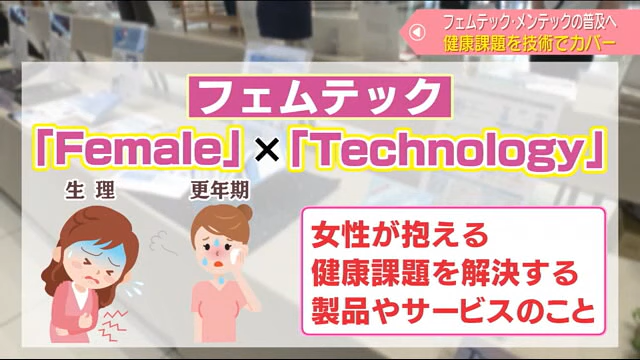 フェムテック・メンテックの普及へ
健康課題を技術でカバー
フェムテック
「Female」×「Technology」
生理
更年期
女性が抱える
健康課題を解決する
製品やサービスのこと